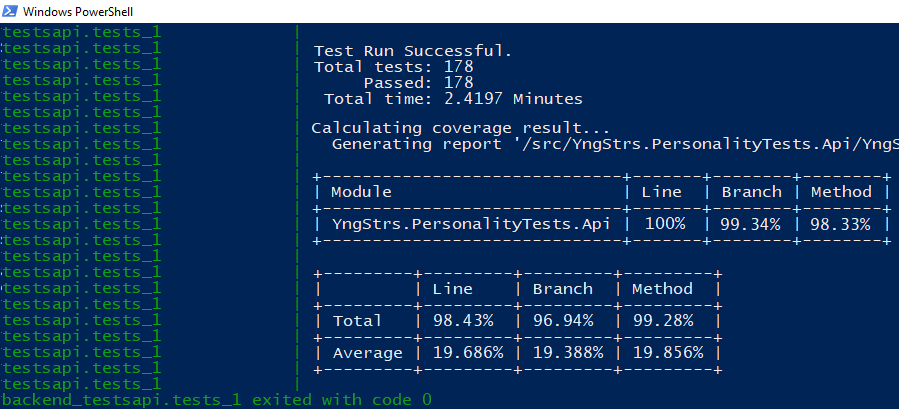 Windows PowerShell
testsapi.tests_1 |
testsapi.tests_1 | Test Run Successful.
testsapi.tests_1 | Total tests: 178
testsapi.tests_1 | Passed: 178
testsapi.tests_1 | Total time: 2.4197 Minutes
testsapi.tests_1 |
testsapi.tests_1 | Calculating coverage result...
testsapi.tests_1 | Generating report '/src/YngStrs.PersonalityTests.Api/YngS
testsapi.tests_1 |
testsapi.tests_1 | +------------------------------+--------+--------+--------+
testsapi.tests_1 | | Module | Line | Branch | Method |
testsapi.tests_1 | +------------------------------+--------+--------+--------+
testsapi.tests_1 | | YngStrs.PersonalityTests.Api | 100% | 99.34% | 98.33% |
testsapi.tests_1 | +------------------------------+--------+--------+--------+
testsapi.tests_1 |
testsapi.tests_1 | +---------+---------+---------+---------+
testsapi.tests_1 | | | Line | Branch | Method |
testsapi.tests_1 | +---------+---------+---------+---------+
testsapi.tests_1 | | Total | 98.43% | 96.94% | 99.28% |
testsapi.tests_1 | +---------+---------+---------+---------+
testsapi.tests_1 | | Average | 19.686% | 19.388% | 19.856% |
testsapi.tests_1 | +---------+---------+---------+---------+
testsapi.tests_1 |
backend_testsapi.tests_1 exited with code 0